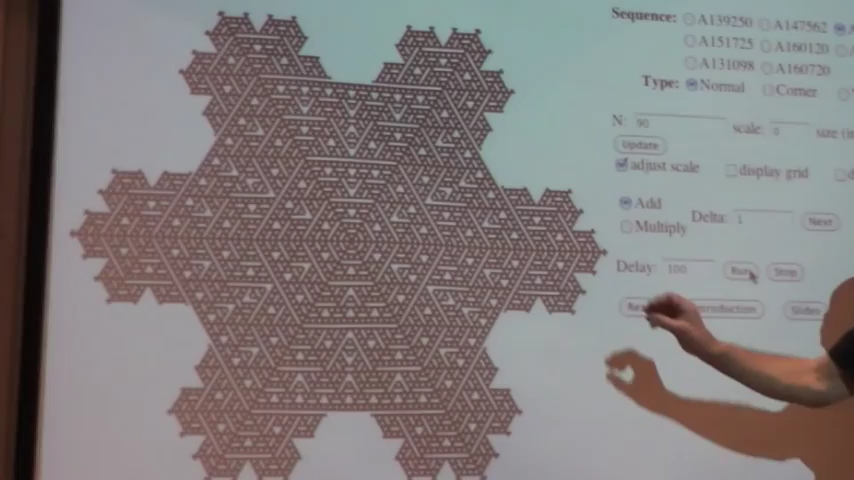 Sequence: A139250 A147562
A151725 A160120
A131098 A160720
Type: Normal Corner
N: 90 scale: 0 size
Update
adjust scale display grid
Add
Multiply Delta: 1 Next
Delay: 100 Run Stop